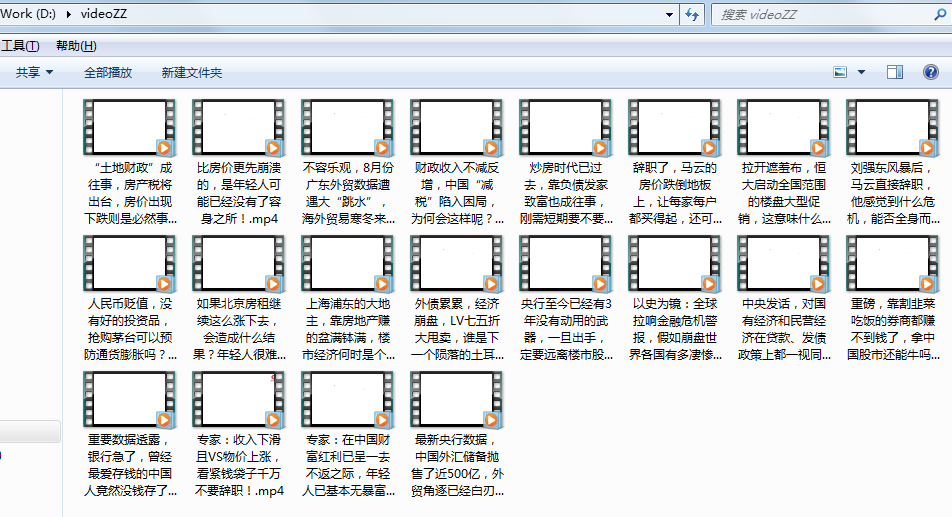 Work (D:) videoZZ
搜索 videoZZ
工具(T) 帮助(H)
共享 全部播放 新建文件夹
“土地财政”成
往事，房产税将
出台，房价出现
下跌则是必然事...
比房价更先崩溃
的，是年轻人可
能已经没有了容
身之所！.mp4
不容乐观，8月份
广东外贸数据遭
遇大“跳水”，
海外贸易寒冬来...
财政收入不减反
增，中国“减
税”陷入困局，
为何会这样呢？...
炒房时代已过
去，靠负债发家
致富也成往事，
刚需短期要不要...
辞职了，马云的
房价跌倒地板
上，让每家每户
都买得起，还可...
拉开遮羞布，恒
大启动全国范围
的楼盘大型促
销，这意味什么...
刘强东风暴后，
马云直接辞职，
他感觉到什么危
机，能否全身而...
人民币贬值，没
有好的投资品，
抢购茅台可以预
防通货膨胀吗？...
如果北京房租继
续这么涨下去，
会造成什么结
果？年轻人很难...
上海浦东的大地
主，靠房地产赚
的盆满钵满，楼
市经济何时是个...
外债累累，经济
崩盘，LV七五折
大甩卖，谁是下
一个陨落的土耳...
央行至今已经有3
年没有动用的武
器，一旦出手，
定要远离楼市股...
以史为镜：全球
拉响金融危机警
报，假如崩盘世
界各国有多凄惨...
中央发话，对国
有经济和民营经
济在贷款、发债
政策上都一视同...
重磅，靠割韭菜
吃饭的券商都赚
不到钱了，拿中
国股市还能牛吗...
重要数据透露，
银行急了，曾经
最爱存钱的中国
人竟然没钱存了...
专家：收入下滑
且VS物价上涨，
看紧钱袋子千万
不要辞职！.mp4
专家：在中国财
富红利已呈一去
不返之际，年轻
人已基本无暴富...
最新央行数据，
中国外汇储备抛
售了近500亿，外
贸角逐已经白刃...